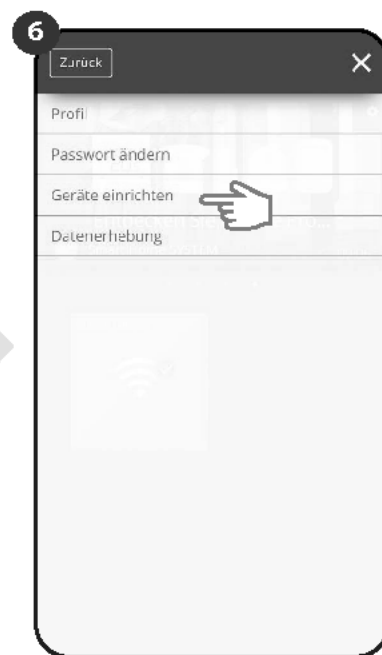 6
Zurück
Profil
Passwort ändern
Geräte einrichten
Datenerhebung